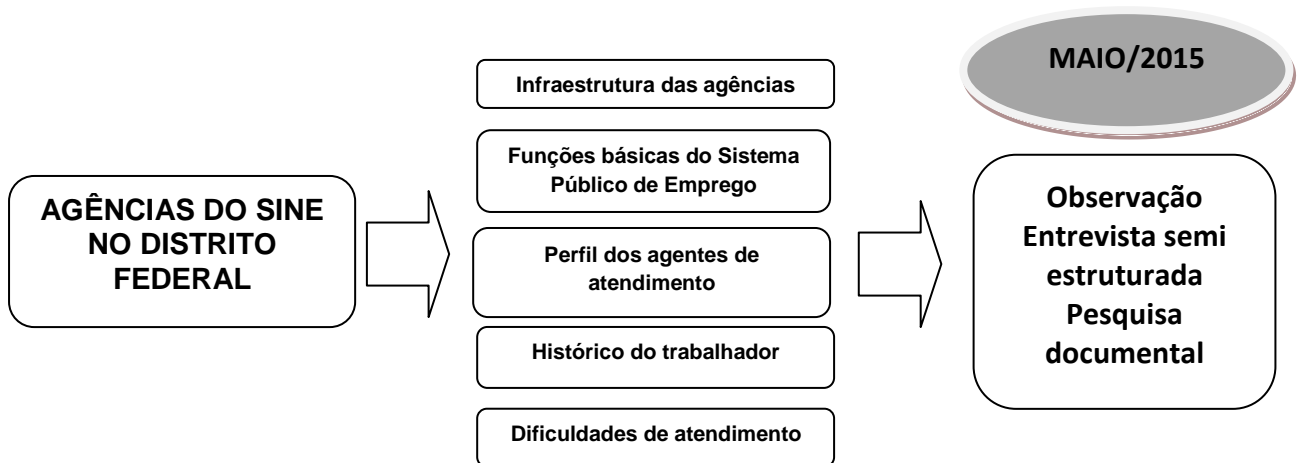 AGÊNCIAS DO SINE
NO DISTRITO
FEDERAL
Infraestrutura das agências
Funções básicas do Sistema
Público de Emprego
Perfil dos agentes de
atendimento
Histórico do trabalhador
Dificuldades de atendimento
MAIO/2015
Observação
Entrevista semi
estruturada
Pesquisa
documental